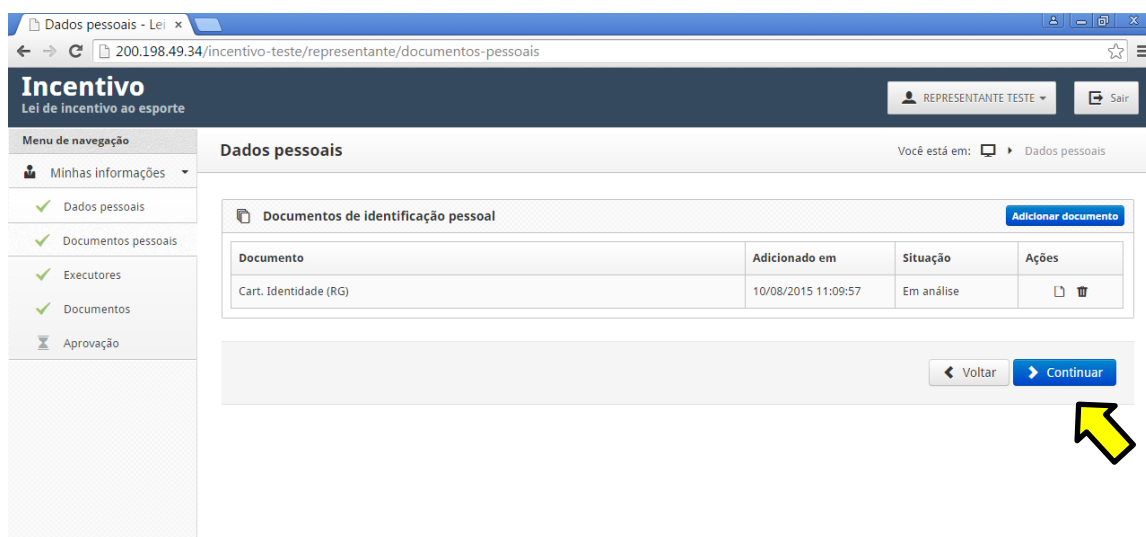 Dados pessoais - Lei
200.198.49.34/incentivo-teste/representante/documentos-pessoais
Incentivo
Lei de incentivo ao esporte
REPRESENTANTE TESTE
Sair
Menu de navegação
Minhas informações
Dados pessoais
Documentos pessoais
Executores
Documentos
Aprovação
Dados pessoais
Você está em: Dados pessoais
Documentos de identificação pessoal
Adicionar documento
Documento Adicionado em Situação Ações
Cart. Identidade (RG) 10/08/2015 11:09:57 Em análise
Voltar Continuar